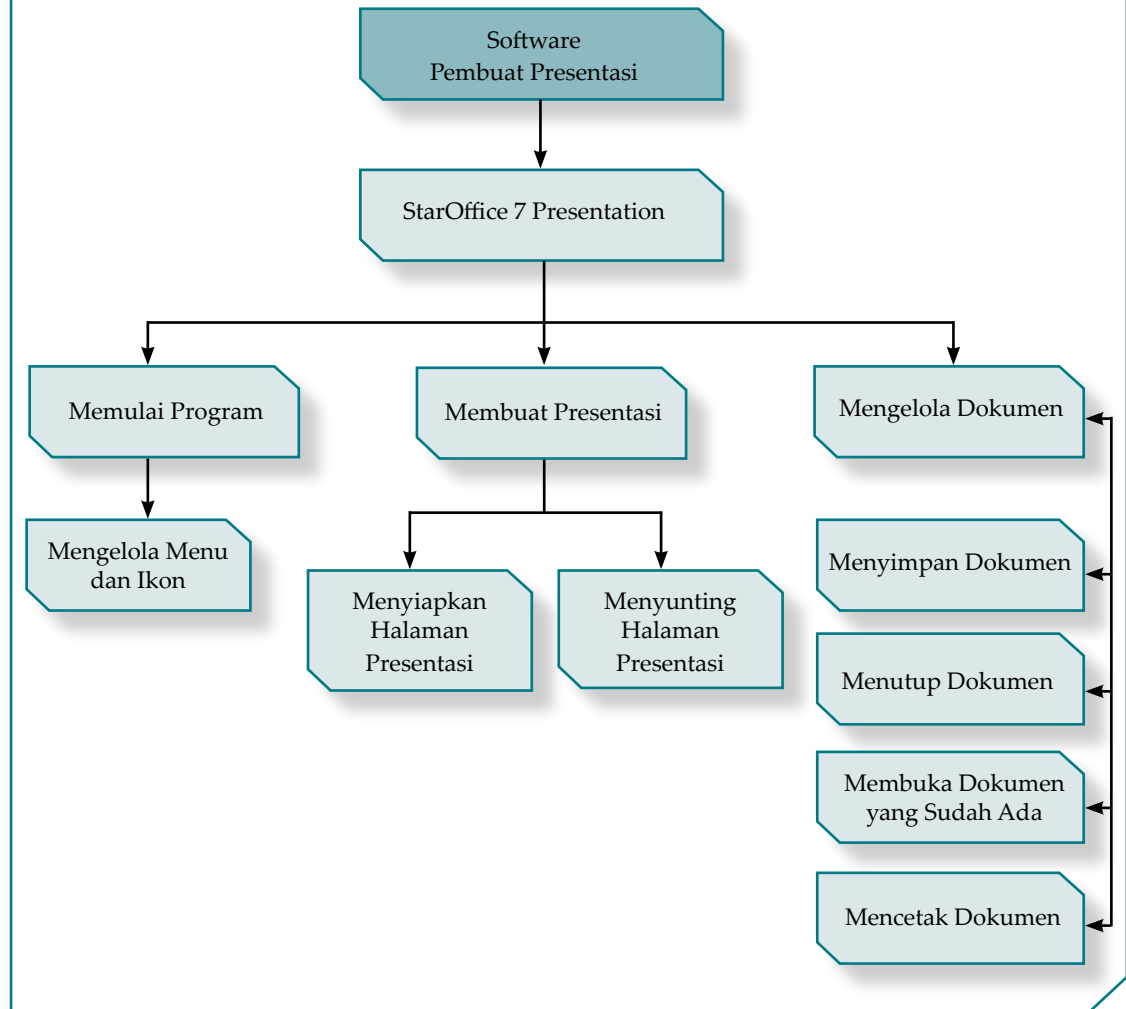 Software
Pembuat Presentasi
StarOffice 7 Presentation
Memulai Program
Membuat Presentasi
Mengelola Dokumen
Mengelola Menu
dan Ikon
Menyiapkan
Halaman
Presentasi
Menyunting
Halaman
Presentasi
Menyimpan Dokumen
Menutup Dokumen
Membuka Dokumen
yang Sudah Ada
Mencetak Dokumen